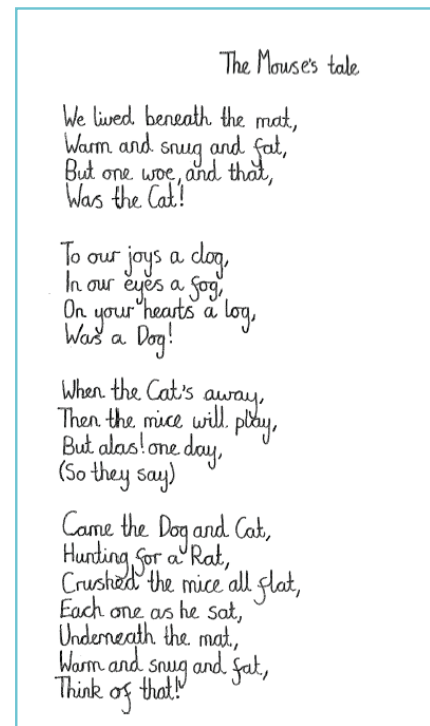 The Mouse's tale
We lived beneath the mat,
Warm and snug and fat,
But one woe, and that,
Was the Cat!
To our joys a clog,
In our eyes a fog,
On your hearts a log,
Was a Dog!
When the Cat's away,
Then the mice will play,
But alas! one day,
(So they say)
Came the Dog and Cat,
Hunting for a Rat,
Crushed the mice all flat,
Each one as he sat,
Underneath the mat,
Warm and snug and fat,
Think of that!